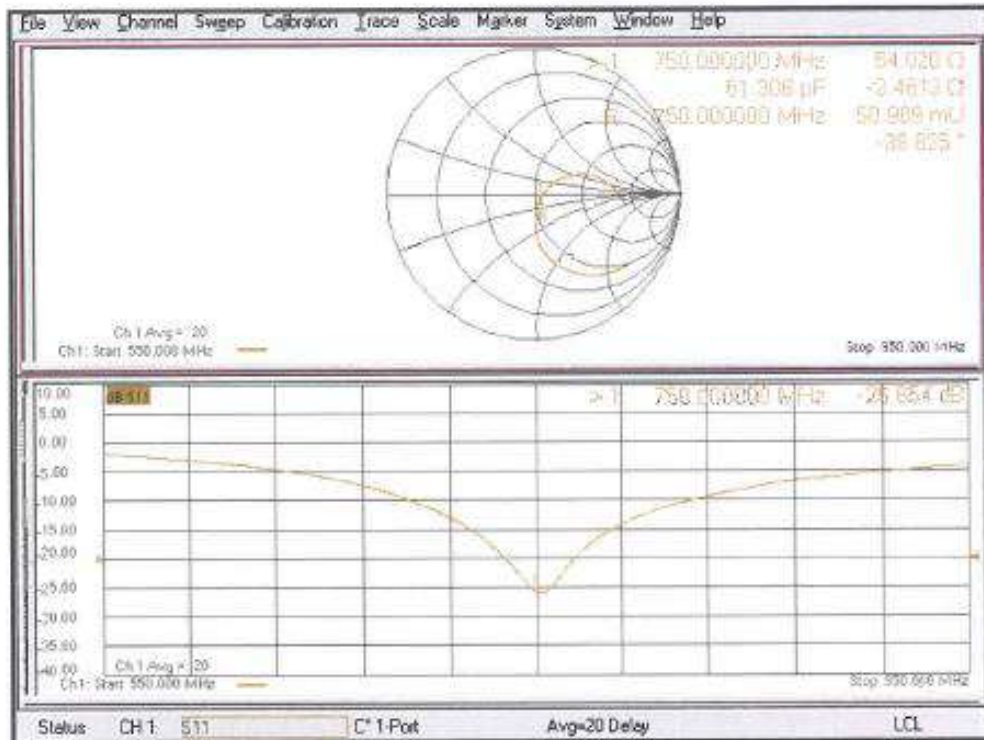 File View Channel Sweep Calibration Trace Scale Marker System Window Help
> 1 750.000000 MHz 54.020 Ω
61.306 pF -3.4613 Ω
750.000000 MHz 50.989 mU
Ch 1 Avg = 20
Ch1: Start 550.000 MHz
Stop 950.000 MHz
10.00
dB S11
> 1 750.000000 MHz -25.854 dB
5.00
0.00
-5.00
-10.00
-15.00
-20.00
-25.00
-30.00
-35.00
-40.00
Ch 1 Avg = 20
Ch1: Start 550.000 MHz
Stop 950.000 MHz
Status CH 1: S11 C* 1-Port Avg=20 Delay LCL